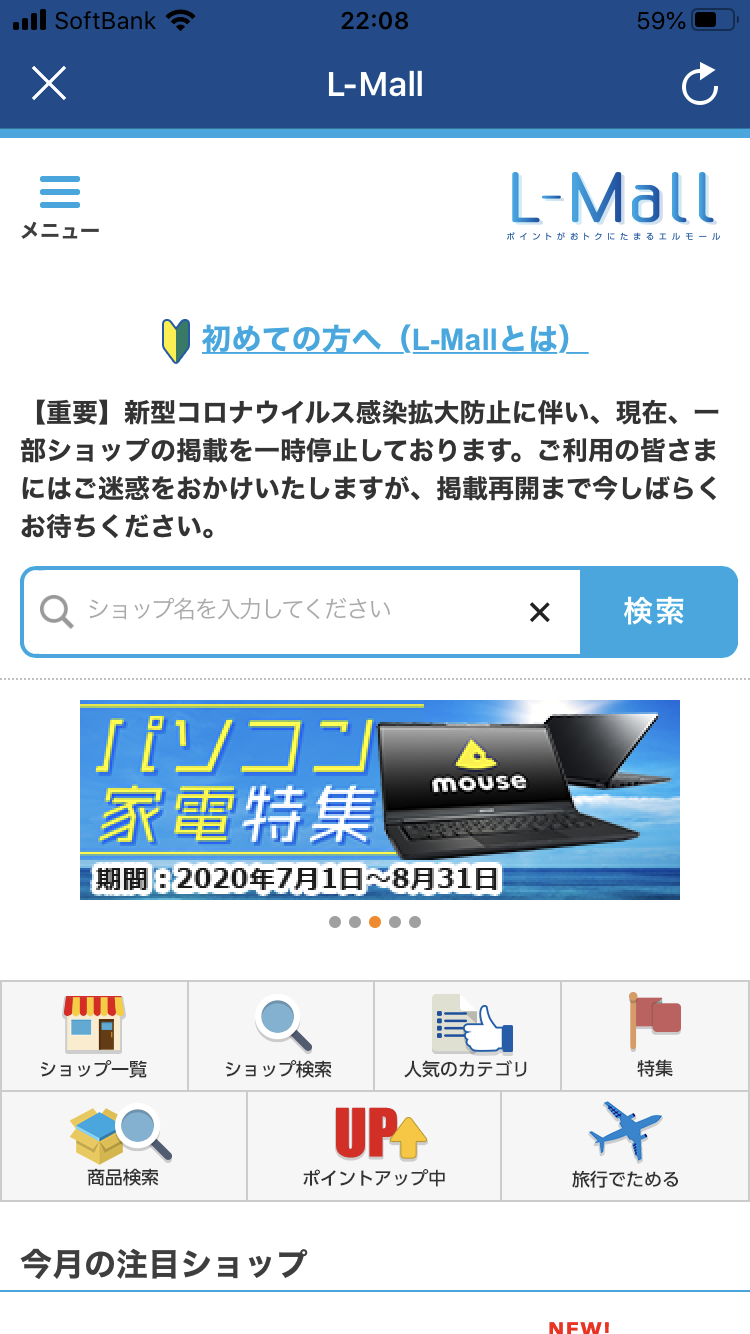 SoftBank 22:08 59%
L-Mall
メニュー
L-Mall
ポイントがおトクにたまるエルモール
初めての方へ（L-Mallとは）
【重要】新型コロナウイルス感染拡大防止に伴い、現在、一
部ショップの掲載を一時停止しております。ご利用の皆さま
にはご迷惑をおかけいたしますが、掲載再開まで今しばらく
お待ちください。
ショップ名を入力してください
検索
パソコン
家電特集
mouse
期間：2020年7月1日～8月31日
ショップ一覧 ショップ検索 人気のカテゴリ 特集
UP
商品検索 ポイントアップ中 旅行でためる
今月の注目ショップ
NEW!